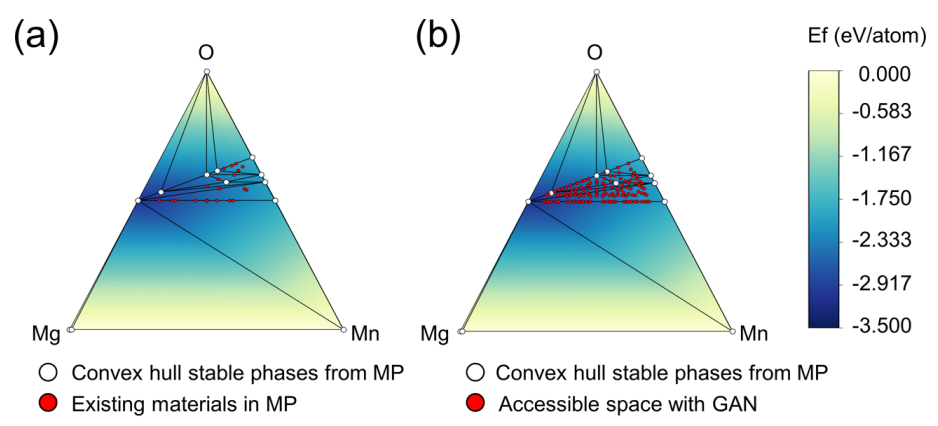 (a)
(b)
Ef (eV/atom)
O
O
0.000
-0.583
-1.167
-1.750
-2.333
-2.917
-3.500
Mg
Mn
Mg
Mn
Convex hull stable phases from MP
Existing materials in MP
Convex hull stable phases from MP
Accessible space with GAN